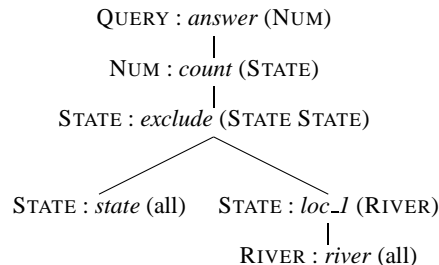 QUERY : answer (NUM)
NUM : count (STATE)
STATE : exclude (STATE STATE)
STATE : state (all) STATE : loc_1 (RIVER)
RIVER : river (all)